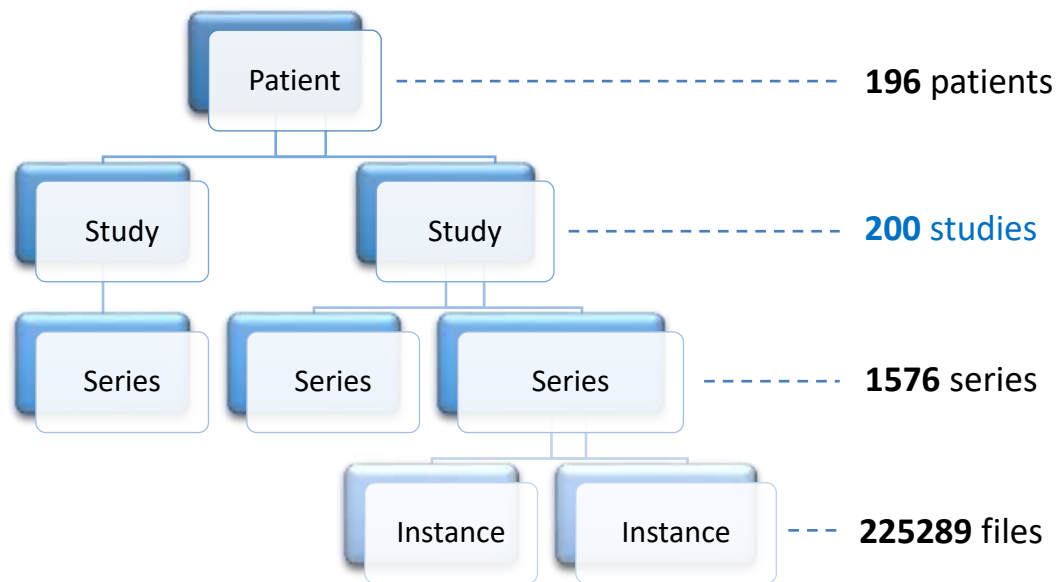 Patient
196 patients
Study
Study
200 studies
Series
Series
Series
1576 series
Instance
Instance
225289 files